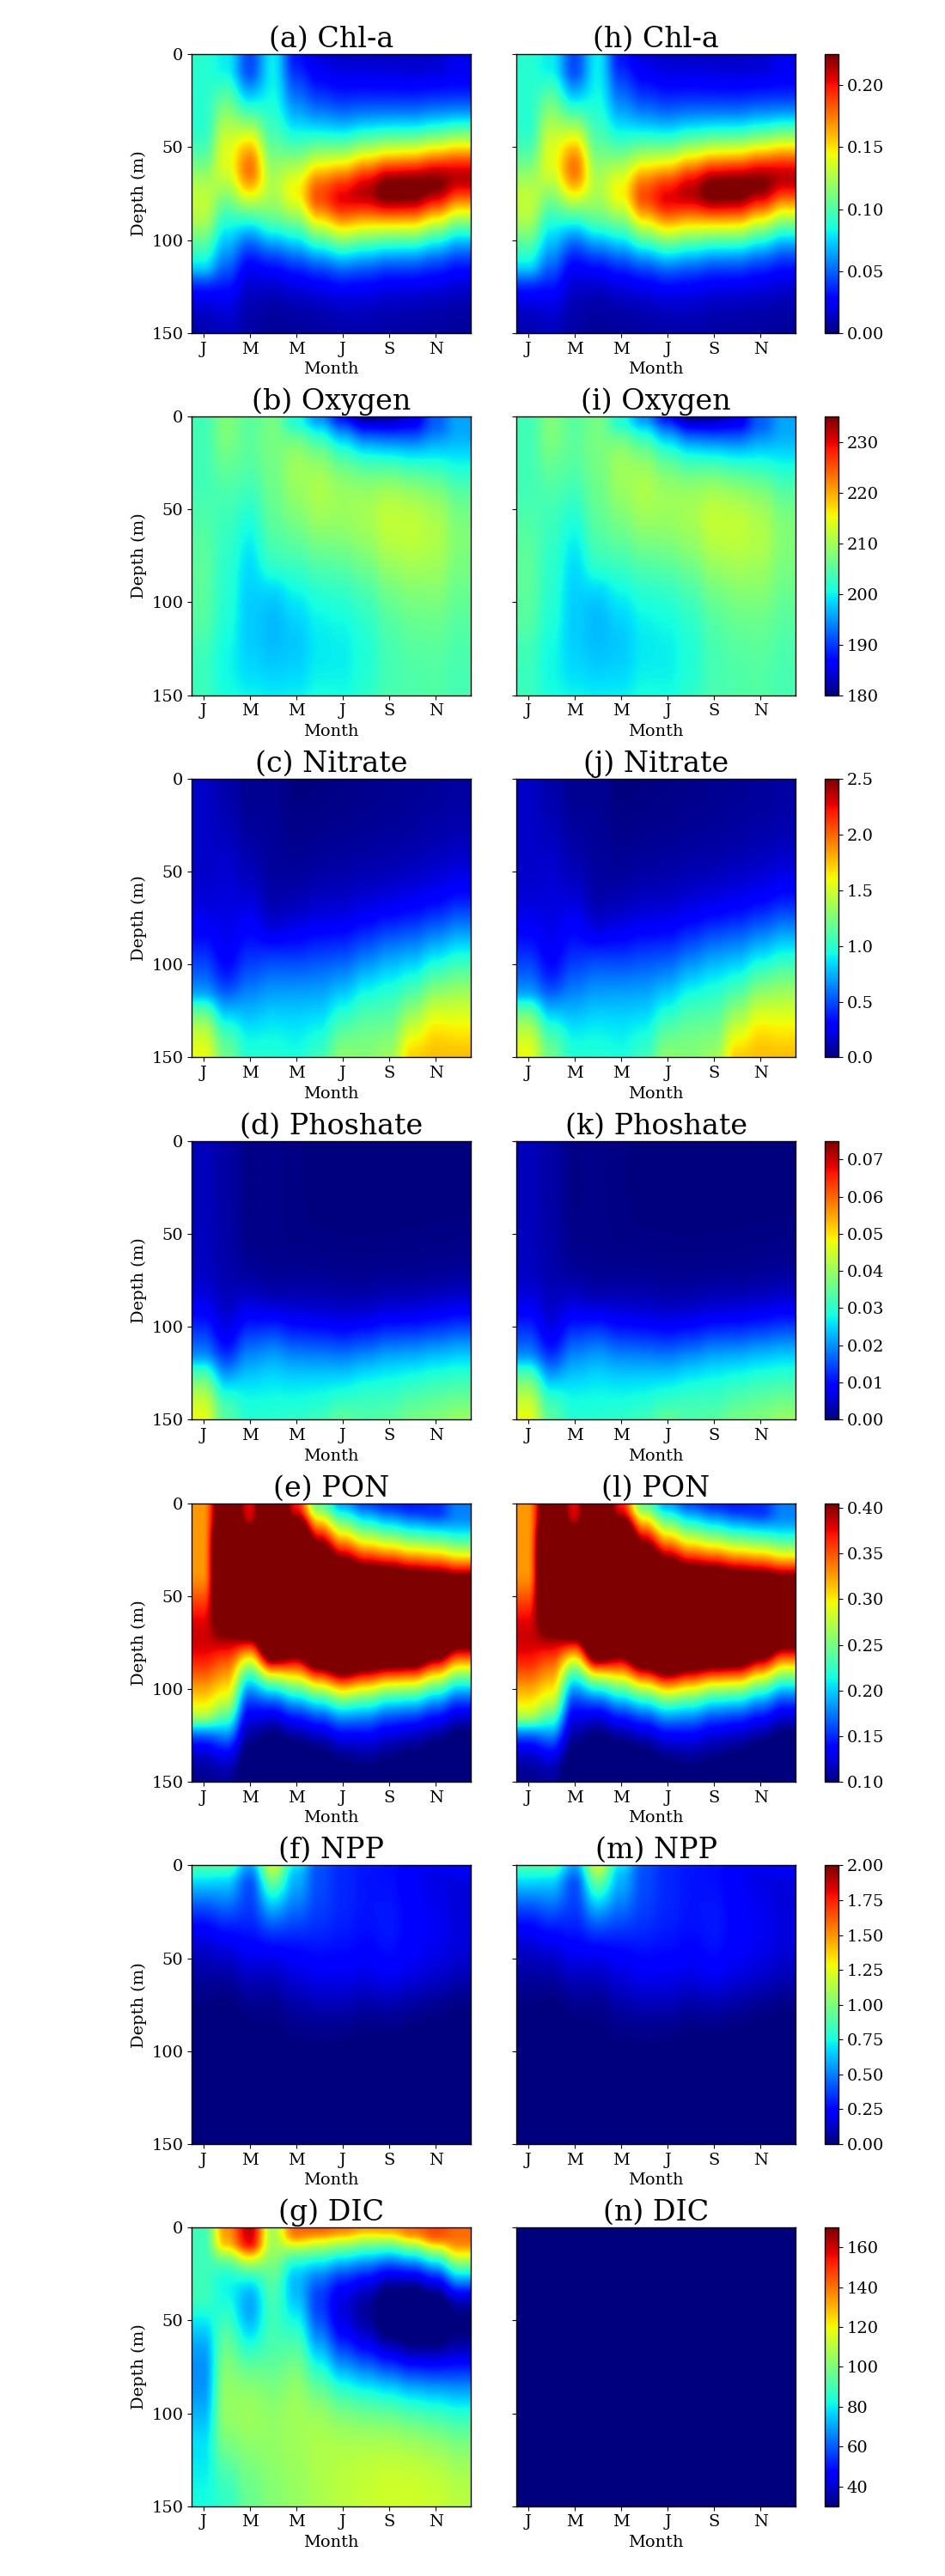 (a) Chl-a (h) Chl-a
0
50
100
150
Depth (m)
J M M J S N
Month
J M M J S N
Month
0.20
0.15
0.10
0.05
0.00
(b) Oxygen (i) Oxygen
0
50
100
150
Depth (m)
J M M J S N
Month
J M M J S N
Month
230
220
210
200
190
180
(c) Nitrate (j) Nitrate
0
50
100
150
Depth (m)
J M M J S N
Month
J M M J S N
Month
2.5
2.0
1.5
1.0
0.5
0.0
(d) Phoshate (k) Phoshate
0
50
100
150
Depth (m)
J M M J S N
Month
J M M J S N
Month
0.07
0.06
0.05
0.04
0.03
0.02
0.01
0.00
(e) PON (l) PON
0
50
100
150
Depth (m)
J M M J S N
Month
J M M J S N
Month
0.40
0.35
0.30
0.25
0.20
0.15
0.10
(f) NPP (m) NPP
0
50
100
150
Depth (m)
J M M J S N
Month
J M M J S N
Month
2.00
1.75
1.50
1.25
1.00
0.75
0.50
0.25
0.00
(g) DIC (n) DIC
0
50
100
150
Depth (m)
J M M J S N
Month
J M M J S N
Month
160
140
120
100
80
60
40